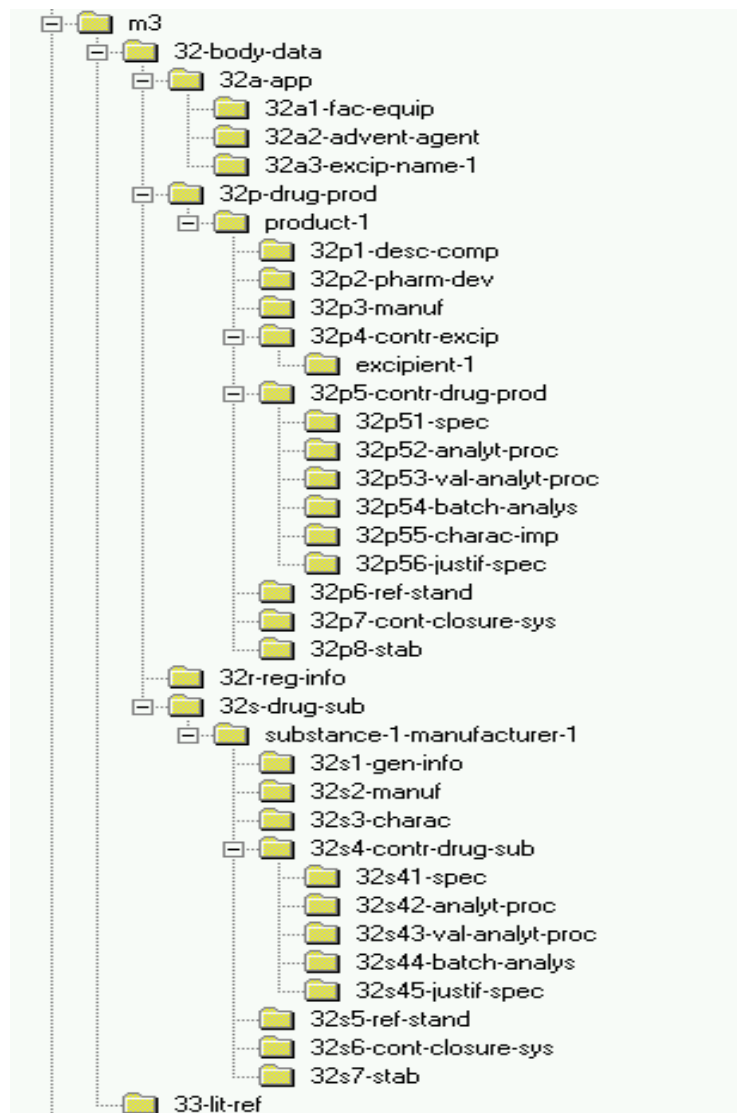 m3
32-body-data
32a-app
32a1-fac-equip
32a2-advent-agent
32a3-excip-name-1
32p-drug-prod
product-1
32p1-desc-comp
32p2-pharm-dev
32p3-manuf
32p4-contr-excip
excipient-1
32p5-contr-drug-prod
32p51-spec
32p52-analyt-proc
32p53-val-analyt-proc
32p54-batch-analys
32p55-charac-imp
32p56-justif-spec
32p6-ref-stand
32p7-cont-closure-sys
32p8-stab
32r-reg-info
32s-drug-sub
substance-1-manufacturer-1
32s1-gen-info
32s2-manuf
32s3-charac
32s4-contr-drug-sub
32s41-spec
32s42-analyt-proc
32s43-val-analyt-proc
32s44-batch-analys
32s45-justif-spec
32s5-ref-stand
32s6-cont-closure-sys
32s7-stab
33-lit-ref